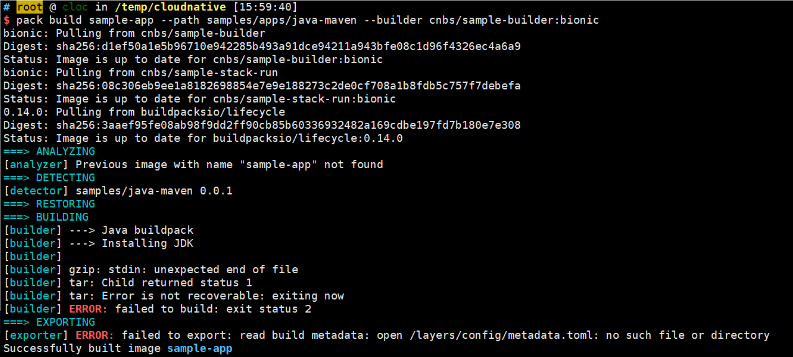 # root @ cloc in /temp/cloudnative [15:59:40]
$ pack build sample-app --path samples/apps/java-maven --builder cnbs/sample-builder:bionic
bionic: Pulling from cnbs/sample-builder
Digest: sha256:d1ef50a1e5b96710e942285b493a91dce94211a943bfe08c1d96f4326ec4a6a9
Status: Image is up to date for cnbs/sample-builder:bionic
bionic: Pulling from cnbs/sample-stack-run
Digest: sha256:08c306eb9ee1a8182698854e7e9e188273c2de0cf708a1b8fdb5c757f7debefa
Status: Image is up to date for cnbs/sample-stack-run:bionic
0.14.0: Pulling from buildpacksio/lifecycle
Digest: sha256:3aaef95fe08ab98f9dd2ff90cb85b60336932482a169cdbe197fd7b180e7e308
Status: Image is up to date for buildpacksio/lifecycle:0.14.0
===> ANALYZING
[analyzer] Previous image with name "sample-app" not found
===> DETECTING
[detector] samples/java-maven 0.0.1
===> RESTORING
===> BUILDING
[builder] ---> Java buildpack
[builder] ---> Installing JDK
[builder]
[builder] gzip: stdin: unexpected end of file
[builder] tar: Child returned status 1
[builder] tar: Error is not recoverable: exiting now
[builder] ERROR: failed to build: exit status 2
===> EXPORTING
[exporter] ERROR: failed to export: read build metadata: open /layers/config/metadata.toml: no such file or directory
Successfully built image sample-app